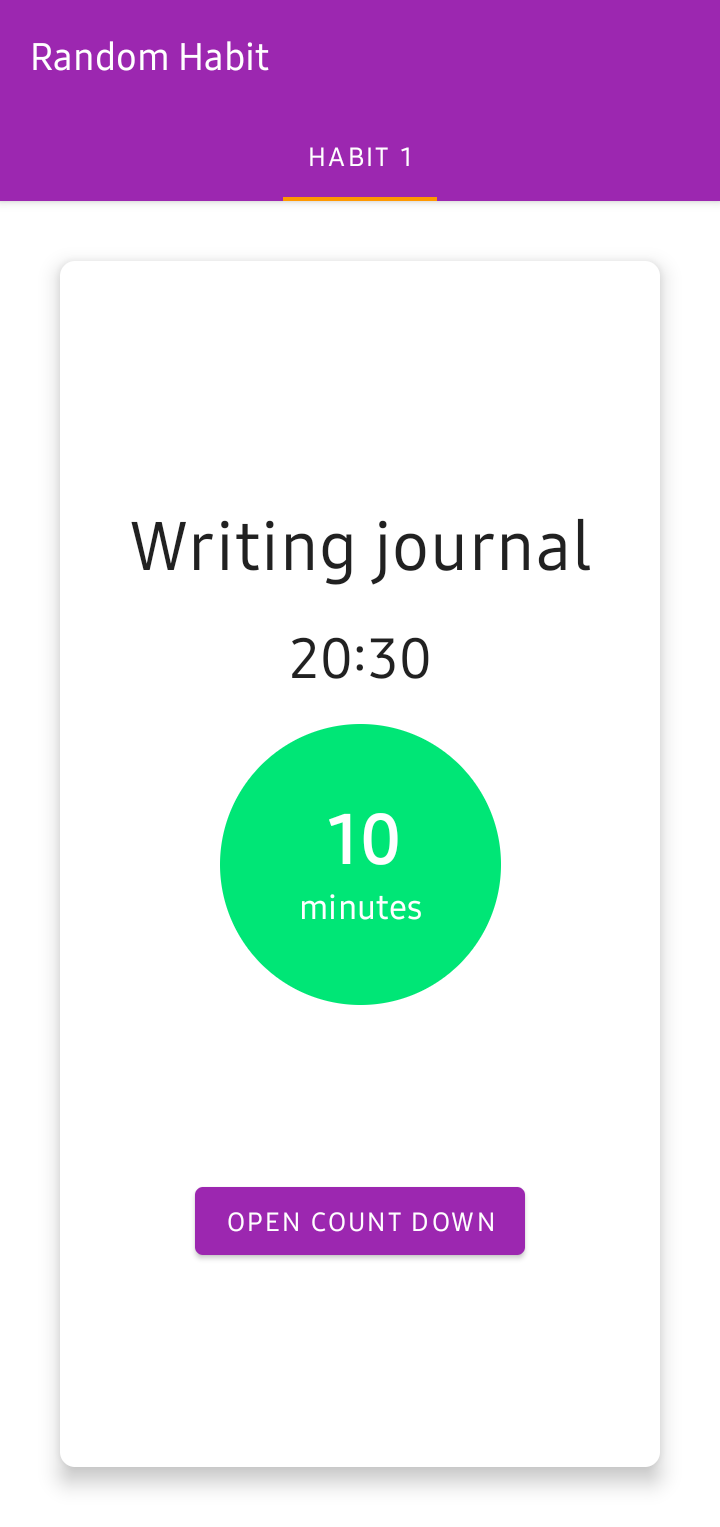 Random Habit
HABIT 1
Writing journal
20:30
10
minutes
OPEN COUNT DOWN